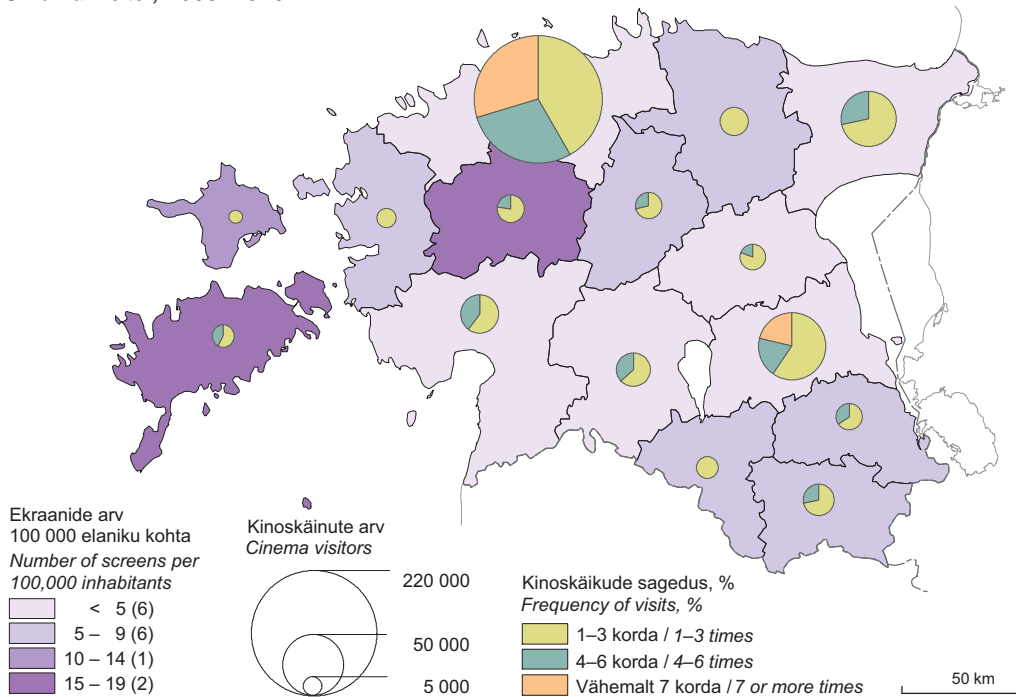 Ekraanide arv
100 000 elaniku kohta
Number of screens per
100,000 inhabitants
< 5 (6)
5 – 9 (6)
10 – 14 (1)
15 – 19 (2)
Kinoskäinute arv
Cinema visitors
220 000
50 000
5 000
Kinoskäikude sagedus, %
Frequency of visits, %
1–3 korda / 1–3 times
4–6 korda / 4–6 times
Vähemalt 7 korda / 7 or more times
50 km